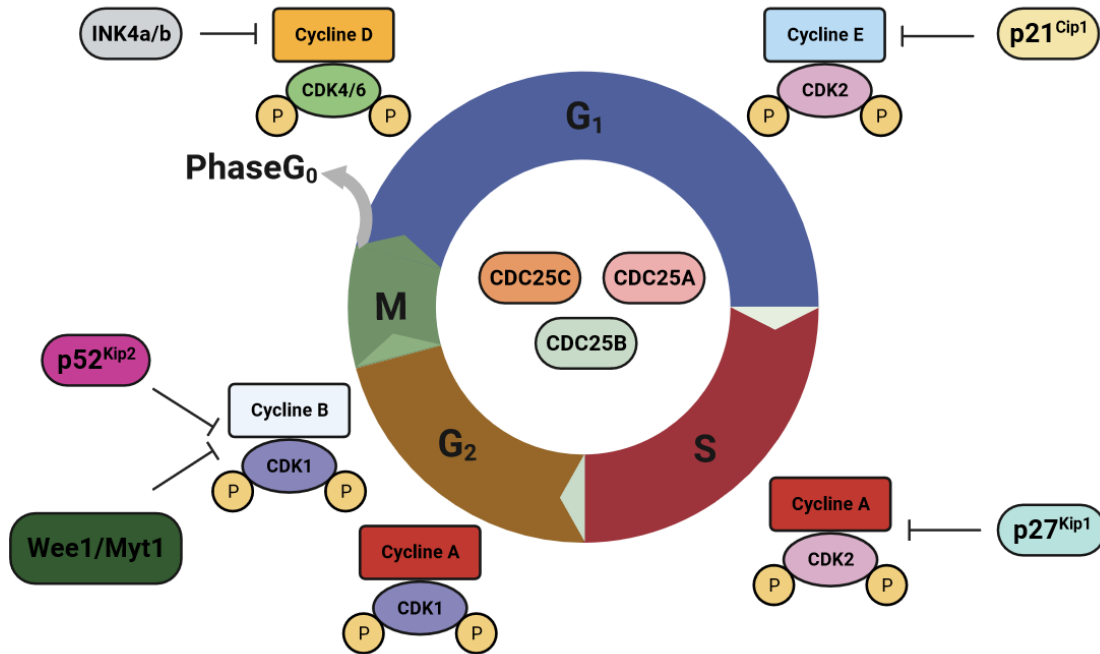 INK4a/b
Cycline D
CDK4/6
P
P
Cycline E
CDK2
P
P
p21Cip1
G1
PhaseG0
CDC25C
CDC25A
CDC25B
M
p52Kip2
Cycline B
CDK1
P
P
G2
S
Wee1/Myt1
Cycline A
CDK1
P
P
Cycline A
CDK2
P
P
p27Kip1